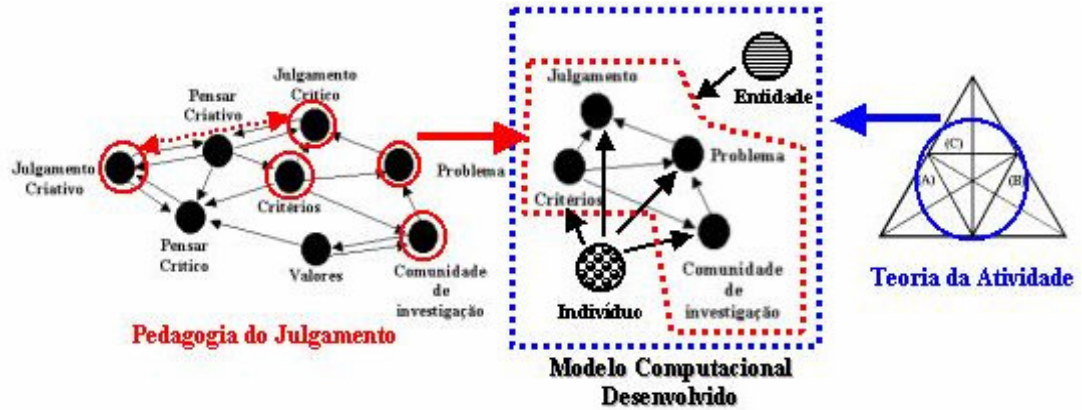 Julgamento
Crítico
Pensar
Criativo
Julgamento
Criativo
Critérios
Problema
Pensar
Crítico
Valores
Comunidade
de
investigação
Pedagogia do Julgamento
Julgamento
Entidade
Problema
Critérios
Indivíduo
Comunidade
de
investigação
Modelo Computacional
Desenvolvido
(C)
(A)
(B)
Teoria da Atividade